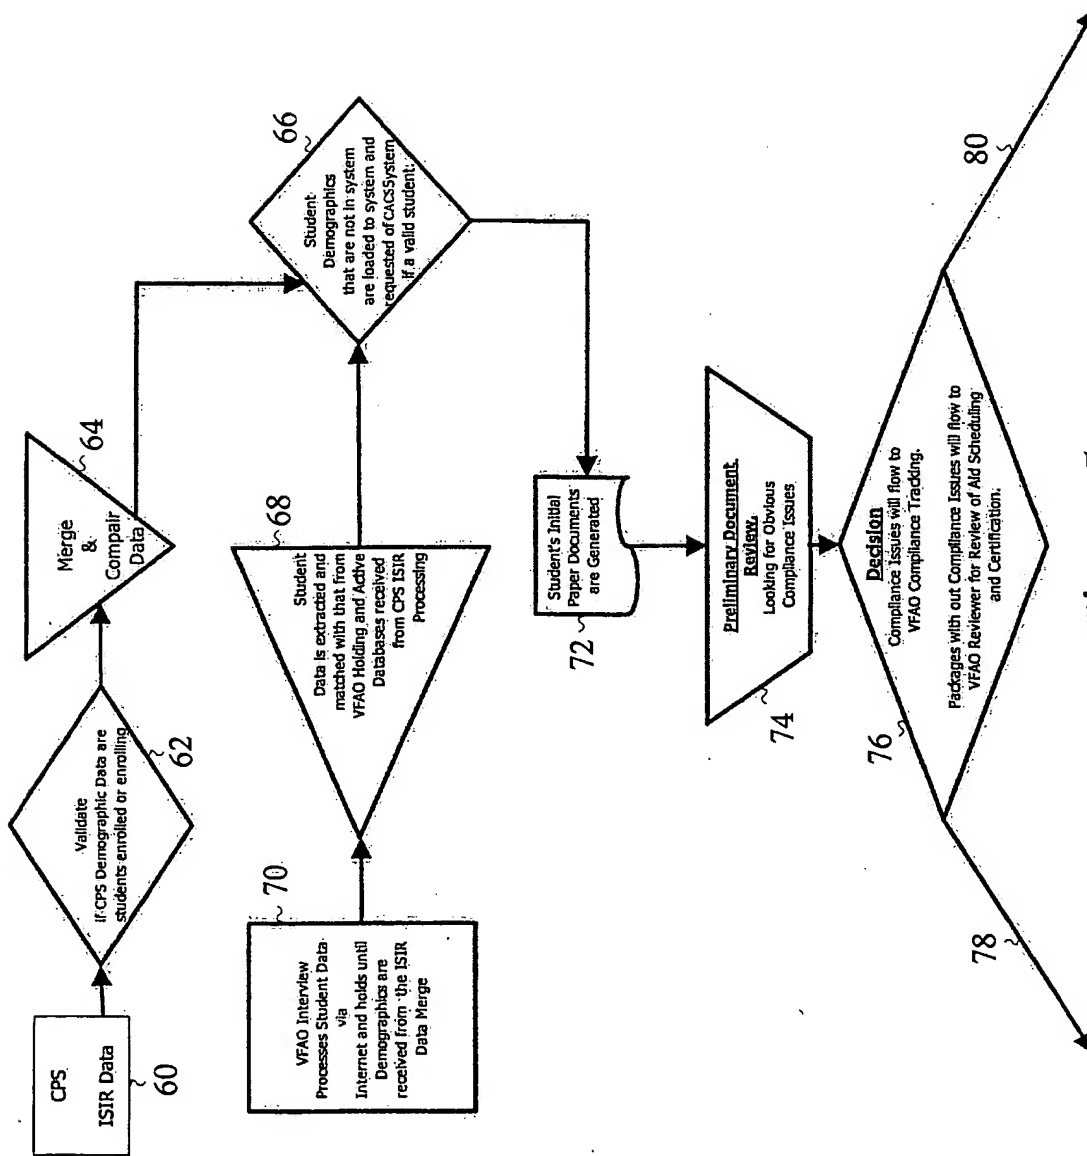 CPS
ISIR Data
60
Validate
if CPS Demographic Data are
students enrolled or enrolling
62
Merge
&
Compair
Data
64
Student
Demographics
that are not in system
are loaded to system and
requested of CACSSystem
if a valid student.
66
VFAO Interview
Processes Student Data
via
Internet and holds until
Demographics are
received from the ISIR
Data Merge
70
Student
Data is extracted and
matched with that from
VFAO Holding and Active
Databases received
from CPS ISIR
Processing
68
Student's Initial
Paper Documents
are Generated
72
Preliminary Document
Review.
Looking for Obvious
Compliance Issues
74
Decision
Compliance Issues will flow to
VFAO Compliance Tracking.
Packages with out Compliance Issues will flow to
VFAO Reviewer for Review of Aid Scheduling
and Certification.
76
78
80